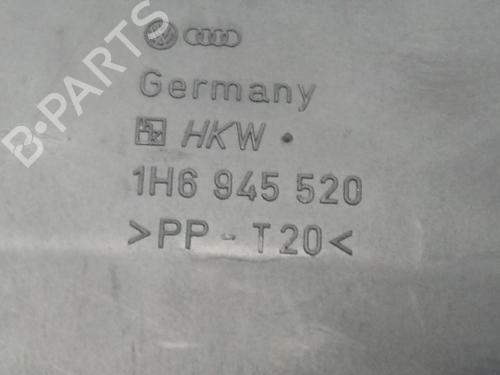 B-PARTS
Germany
HKW
1H6 945 520
>PP-T20<